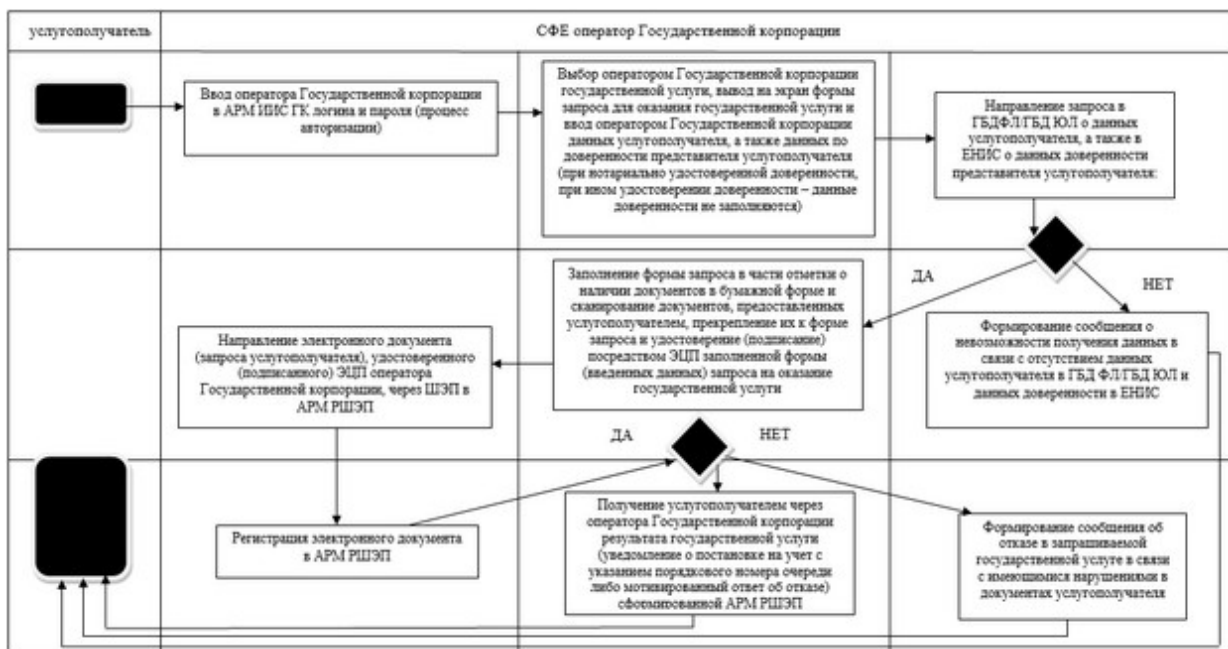 услугополучатель
СФЕ оператор Государственной корпорации
Ввод оператора Государственной корпорации
в АРМ ИИС ГК логина и пароля (процесс
авторизации)
Выбор оператором Государственной корпорации
государственной услуги, вывод на экран формы
запроса для оказания государственной услуги и
ввод оператором Государственной корпорации
данных услугополучателя, а также данных по
доверенности представителя услугополучателя
(при нотариально удостоверенной доверенности,
при ином удостоверении доверенности – данные
доверенности не заполняются)
Направление запроса в
ГБДФЛ/ГБД ЮЛ о данных
услугополучателя, а также в
ЕНИС о данных доверенности
представителя услугополучателя:
ДА
НЕТ
Заполнение формы запроса в части отметки о
наличии документов в бумажной форме и
сканирование документов, предоставленных
услугополучателем, прекрепление их к форме
запроса и удостоверение (подписание)
посредством ЭЦП заполненной формы
(введенных данных) запроса на оказание
государственной услуги
Формирование сообщения о
невозможности получения данных в
связи с отсутствием данных
услугополучателя в ГБД ФЛ/ГБД ЮЛ и
данных доверенности в ЕНИС
Направление электронного документа
(запроса услугополучателя), удостоверенного
(подписанного) ЭЦП оператора
Государственной корпорации, через ШЭП в
АРМ РШЭП
ДА
НЕТ
Регистрация электронного документа
в АРМ РШЭП
Получение услугополучателем через
оператора Государственной корпорации
результата государственной услуги
(уведомление о постановке на учет с
указанием порядкового номера очереди
либо мотивированный ответ об отказе)
сформированной АРМ РШЭП
Формирование сообщения об
отказе в запрашиваемой
государственной услуге в связи
с имеющимися нарушениями в
документах услугополучателя